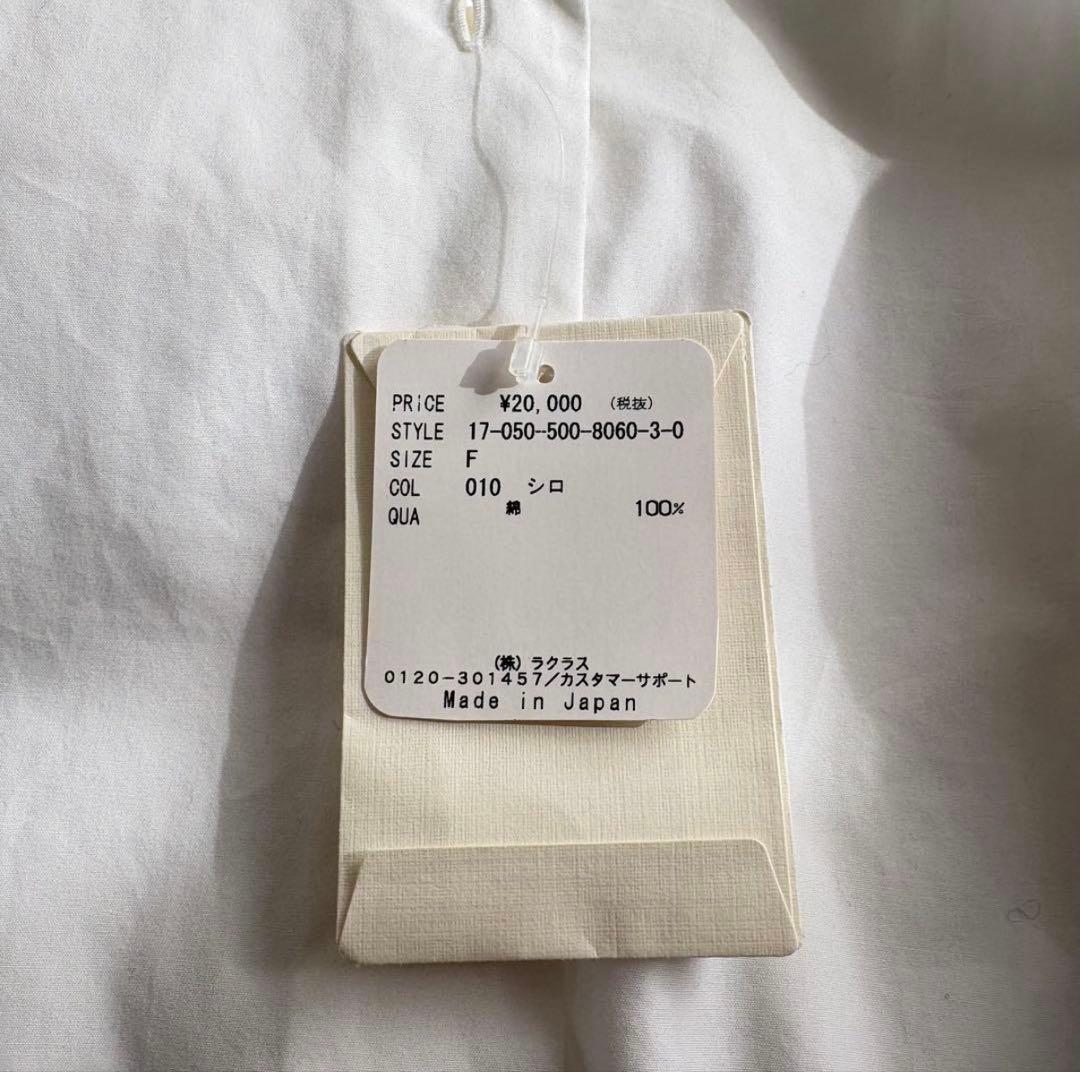 PRICE ¥20,000 (税抜)
STYLE 17-050-500-8060-3-0
SIZE F
COL 010 シロ
QUA 綿 100%
(株) ラクラス
0120-301457/カスタマーサポート
Made in Japan